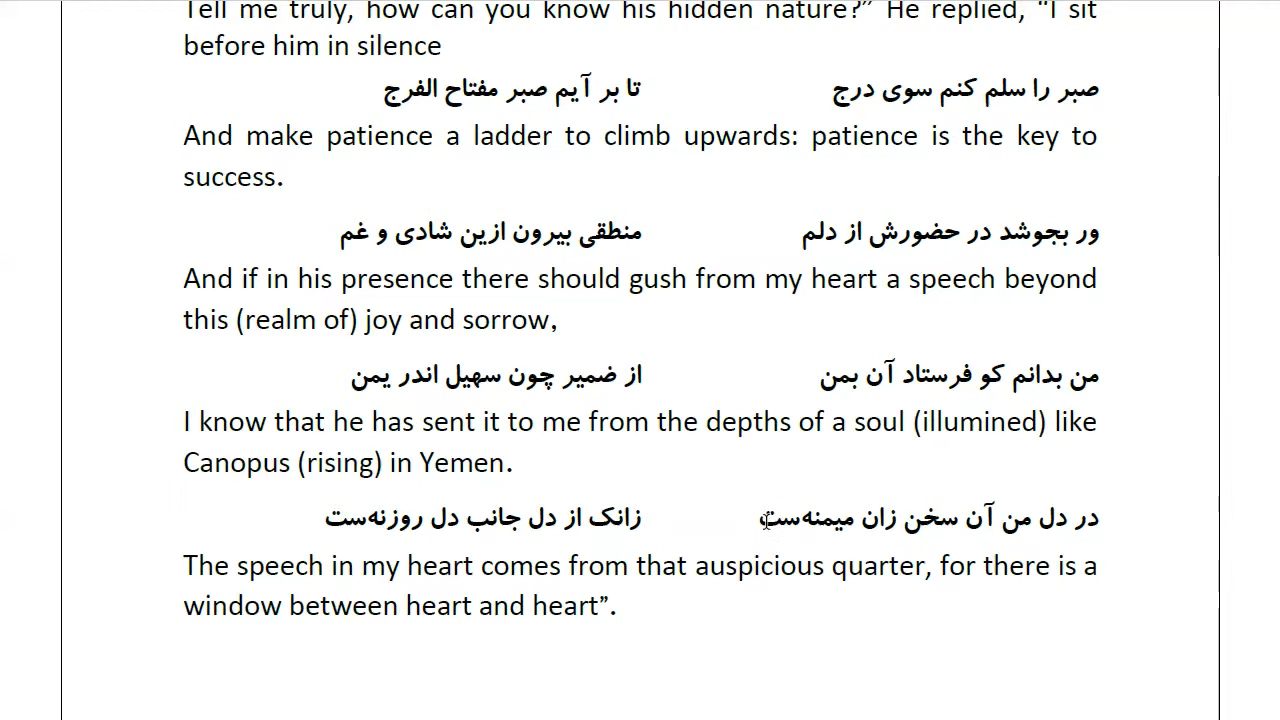 Tell me truly, how can you know his hidden nature?” He replied, “I sit
before him in silence
صبر را سلم کنم سوی درج تا بر آیم صبر مفتاح الفرج
And make patience a ladder to climb upwards: patience is the key to
success.
ور بجوشد در حضورش از دلم منطقی بیرون ازین شادی و غم
And if in his presence there should gush from my heart a speech beyond
this (realm of) joy and sorrow,
من بدانم کو فرستاد آن بمن از ضمیر چون سهیل اندر یمن
I know that he has sent it to me from the depths of a soul (illumined) like
Canopus (rising) in Yemen.
در دل من آن سخن زان میمنه‌ست زانک از دل جانب دل روزنه‌ست
The speech in my heart comes from that auspicious quarter, for there is a
window between heart and heart”.